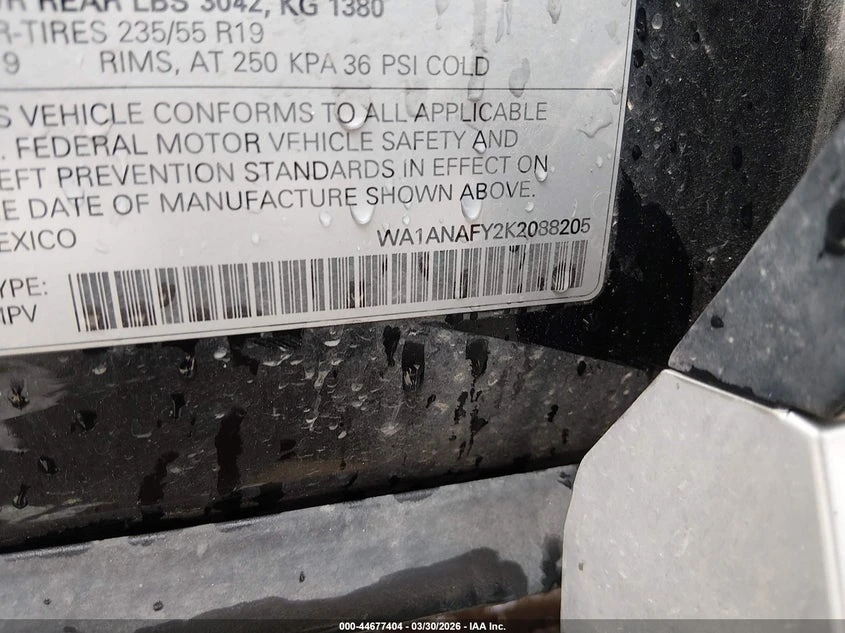 REAR LBS 3042, KG 1380
R-TIRES 235/55 R19
9 RIMS, AT 250 KPA 36 PSI COLD
S VEHICLE CONFORMS TO ALL APPLICABLE
. FEDERAL MOTOR VEHICLE SAFETY AND
EFT PREVENTION STANDARDS IN EFFECT ON
E DATE OF MANUFACTURE SHOWN ABOVE.
EXICO WA1ANAFY2K2088205
YPE:
MPV
000-44677404 — 03/30/2026 — IAA Inc.